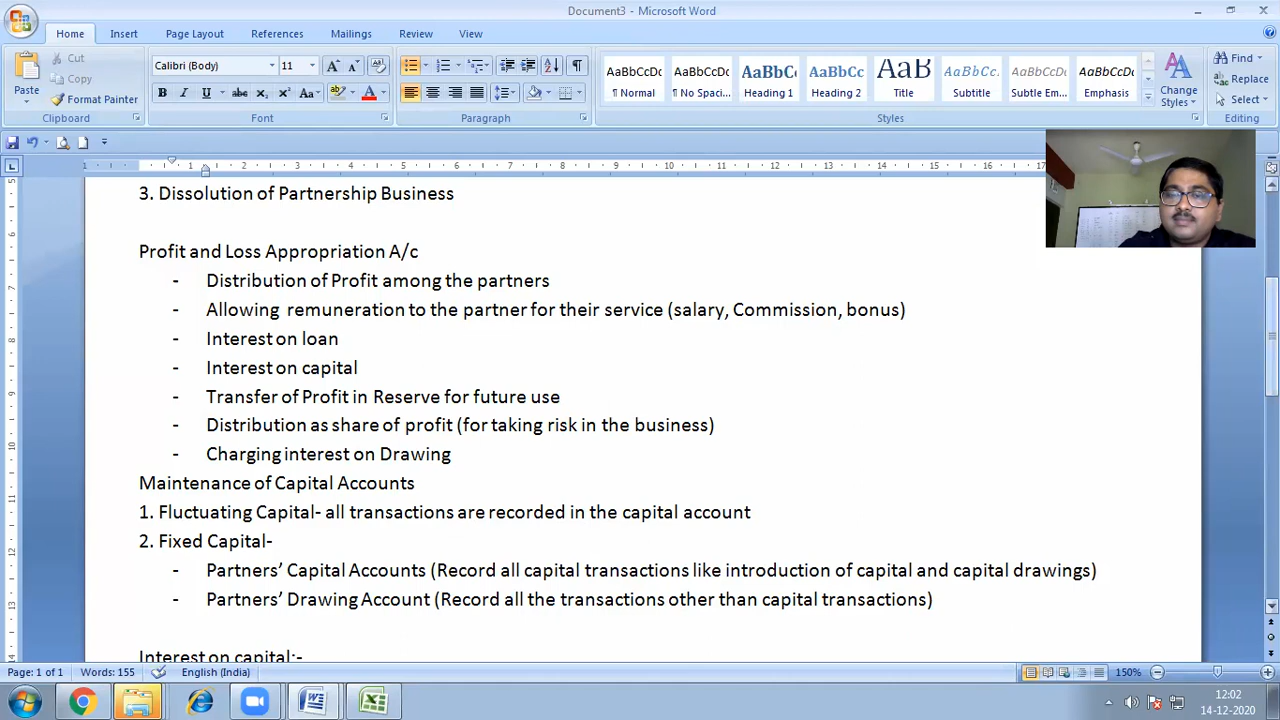 Document3 - Microsoft Word
Home Insert Page Layout References Mailings Review View
Cut
Copy
Format Painter
Paste
Clipboard
Calibri (Body) 11
Font
Paragraph
AaBbCcDc AaBbCcDc AaBbCc AaBbCc AaB AaBbCc. AaBbCcDc AaBbCcDc
¶ Normal ¶ No Spaci... Heading 1 Heading 2 Title Subtitle Subtle Em... Emphasis
Change Styles
Styles
Find
Replace
Select
Editing
3. Dissolution of Partnership Business
Profit and Loss Appropriation A/c
- Distribution of Profit among the partners
- Allowing remuneration to the partner for their service (salary, Commission, bonus)
- Interest on loan
- Interest on capital
- Transfer of Profit in Reserve for future use
- Distribution as share of profit (for taking risk in the business)
- Charging interest on Drawing
Maintenance of Capital Accounts
1. Fluctuating Capital- all transactions are recorded in the capital account
2. Fixed Capital-
- Partners’ Capital Accounts (Record all capital transactions like introduction of capital and capital drawings)
- Partners’ Drawing Account (Record all the transactions other than capital transactions)
Interest on capital:-
Page: 1 of 1 Words: 155 English (India) 150%
12:02
14-12-2020